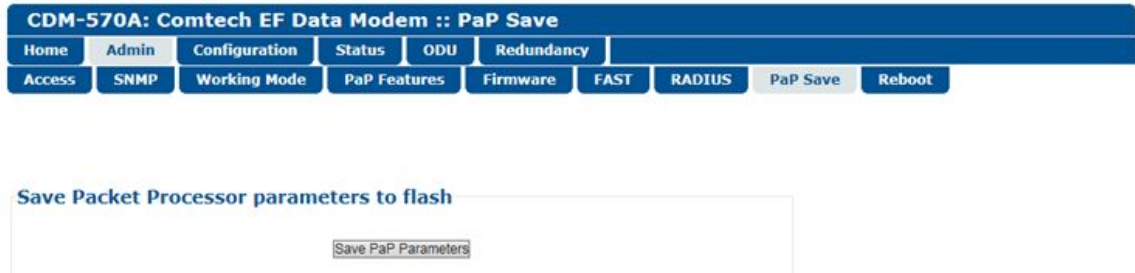 CDM-570A: Comtech EF Data Modem :: PaP Save
Home Admin Configuration Status ODU Redundancy
Access SNMP Working Mode PaP Features Firmware FAST RADIUS PaP Save Reboot
Save Packet Processor parameters to flash
Save PaP Parameters